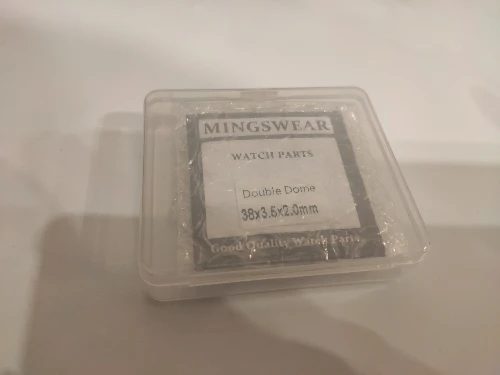 MINGSWEAR
WATCH PARTS
Double Dome
38x3.5x2.0mm
Good Quality Watch Parts